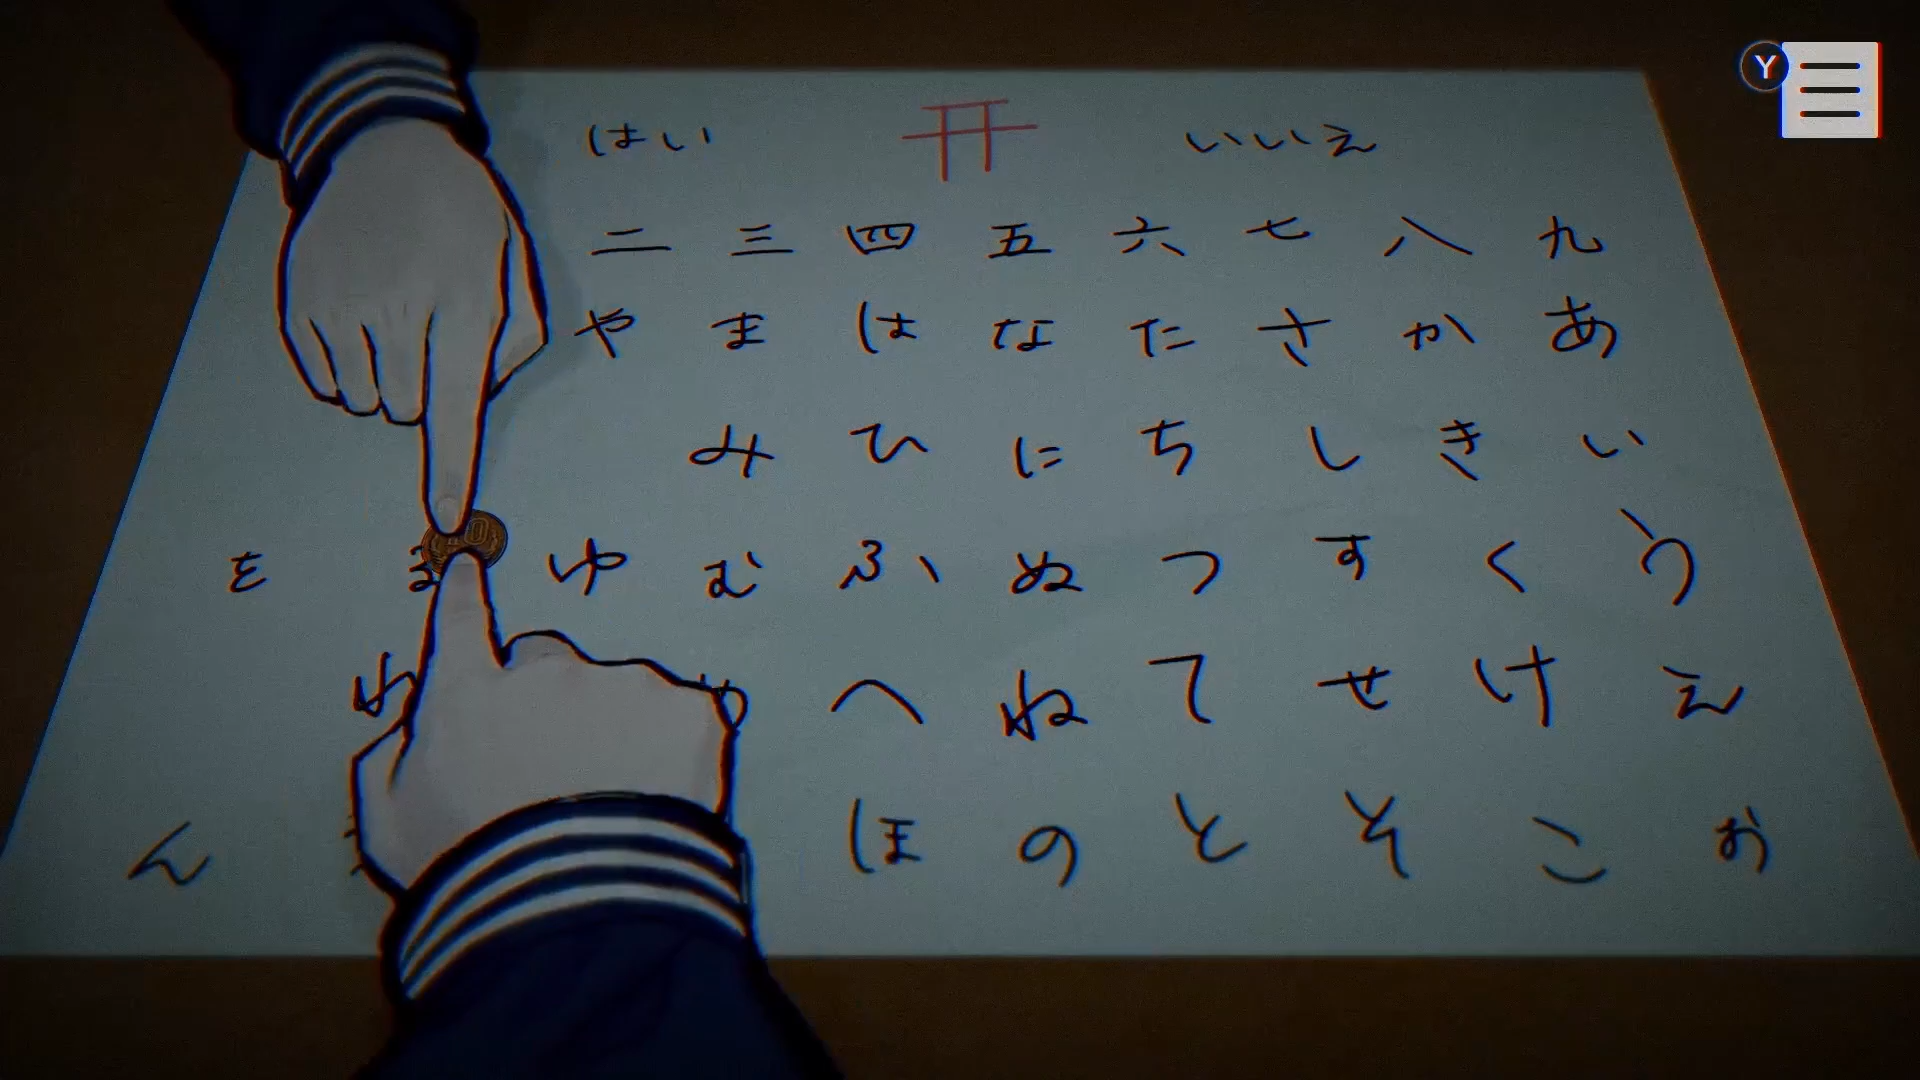 Y
はい いいえ
二 三 四 五 六 七 八 九
や ま は な た さ か あ
み ひ に ち し き い
を る ゆ む ふ ぬ つ す く う
れ へ ね て せ け え
ん ほ の と そ こ お